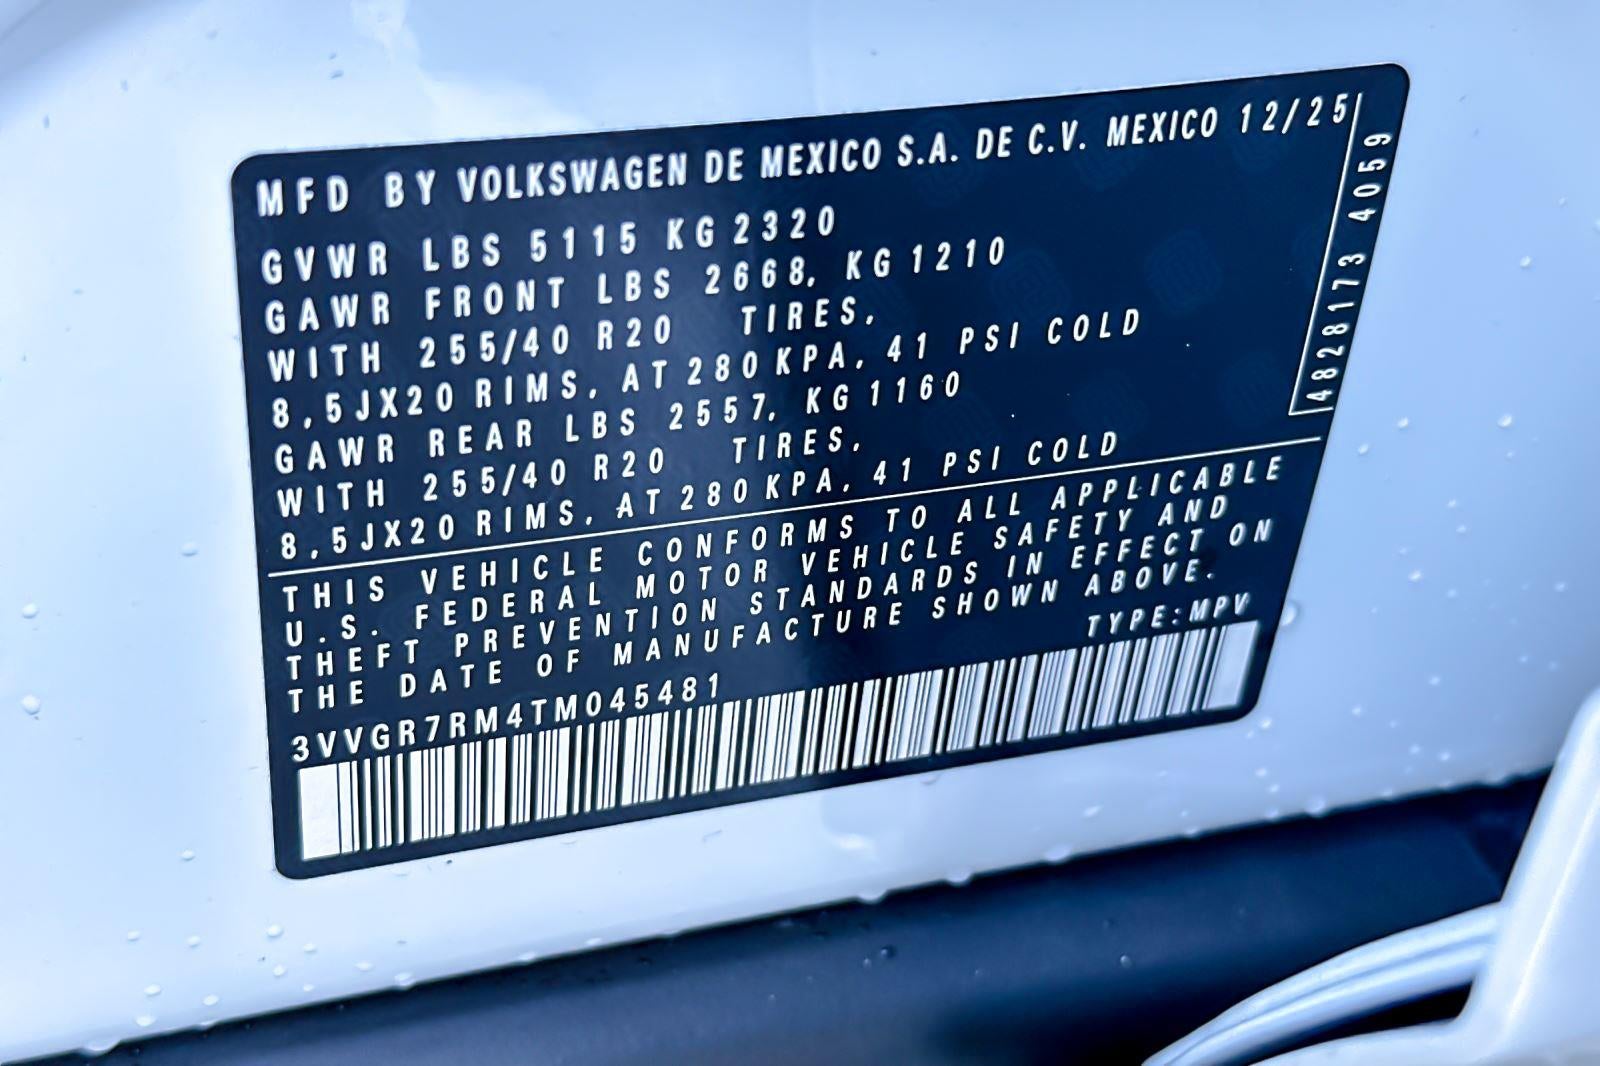 MFD BY VOLKSWAGEN DE MEXICO S.A. DE C.V. MEXICO 12/25
GVWR LBS 5115 KG 2320
GAWR FRONT LBS 2668, KG 1210
WITH 255/40 R20 TIRES,
8,5JX20 RIMS, AT 280 KPA, 41 PSI COLD
GAWR REAR LBS 2557, KG 1160
WITH 255/40 R20 TIRES,
8,5JX20 RIMS, AT 280 KPA, 41 PSI COLD
4828173 4059
THIS VEHICLE CONFORMS TO ALL APPLICABLE
U.S. FEDERAL MOTOR VEHICLE SAFETY AND
THEFT PREVENTION STANDARDS IN EFFECT ON
THE DATE OF MANUFACTURE SHOWN ABOVE.
TYPE:MPV
3VVGR7RM4TM045481